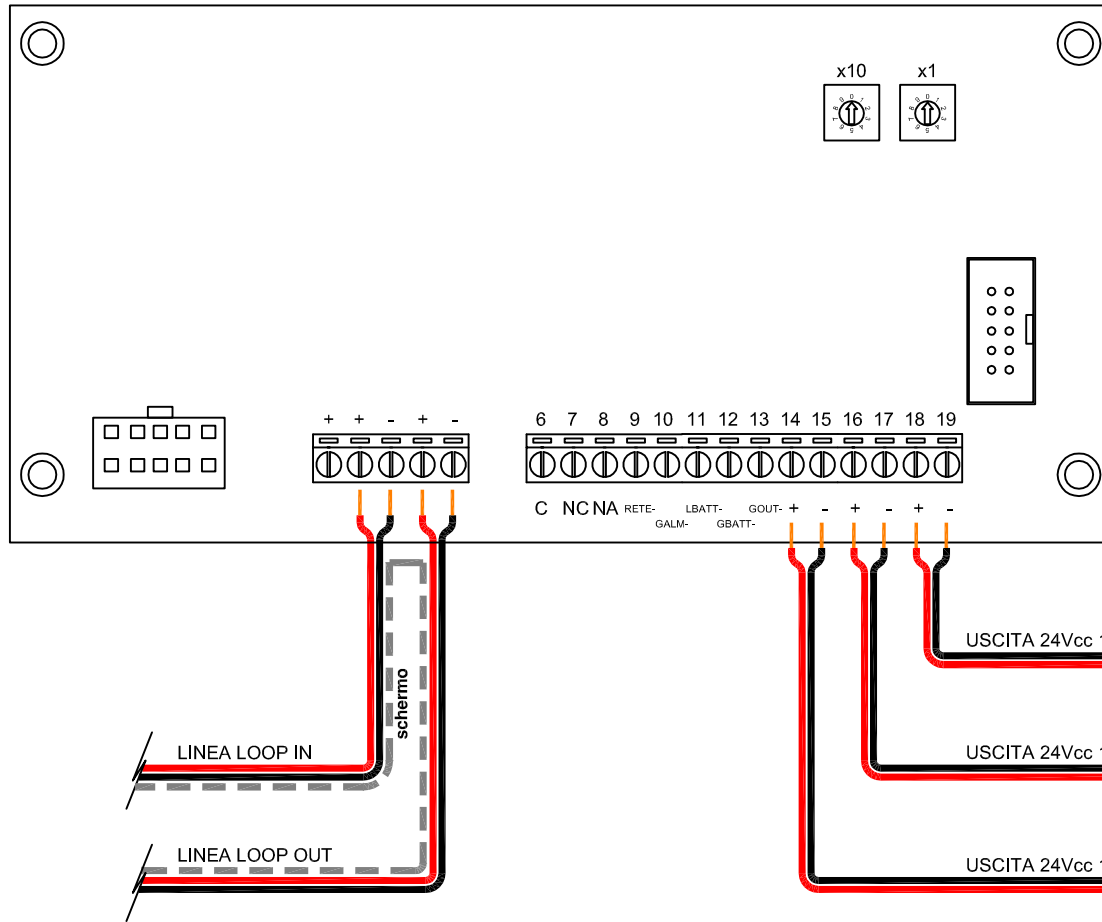 x10 x1
+ + - + -
6 7 8 9 10 11 12 13 14 15 16 17 18 19
C NC NA RETE- LBATT- GOUT- + - + - + -
GALM- GBATT-
schermo
USCITA 24Vcc
LINEA LOOP IN
USCITA 24Vcc
LINEA LOOP OUT
USCITA 24Vcc